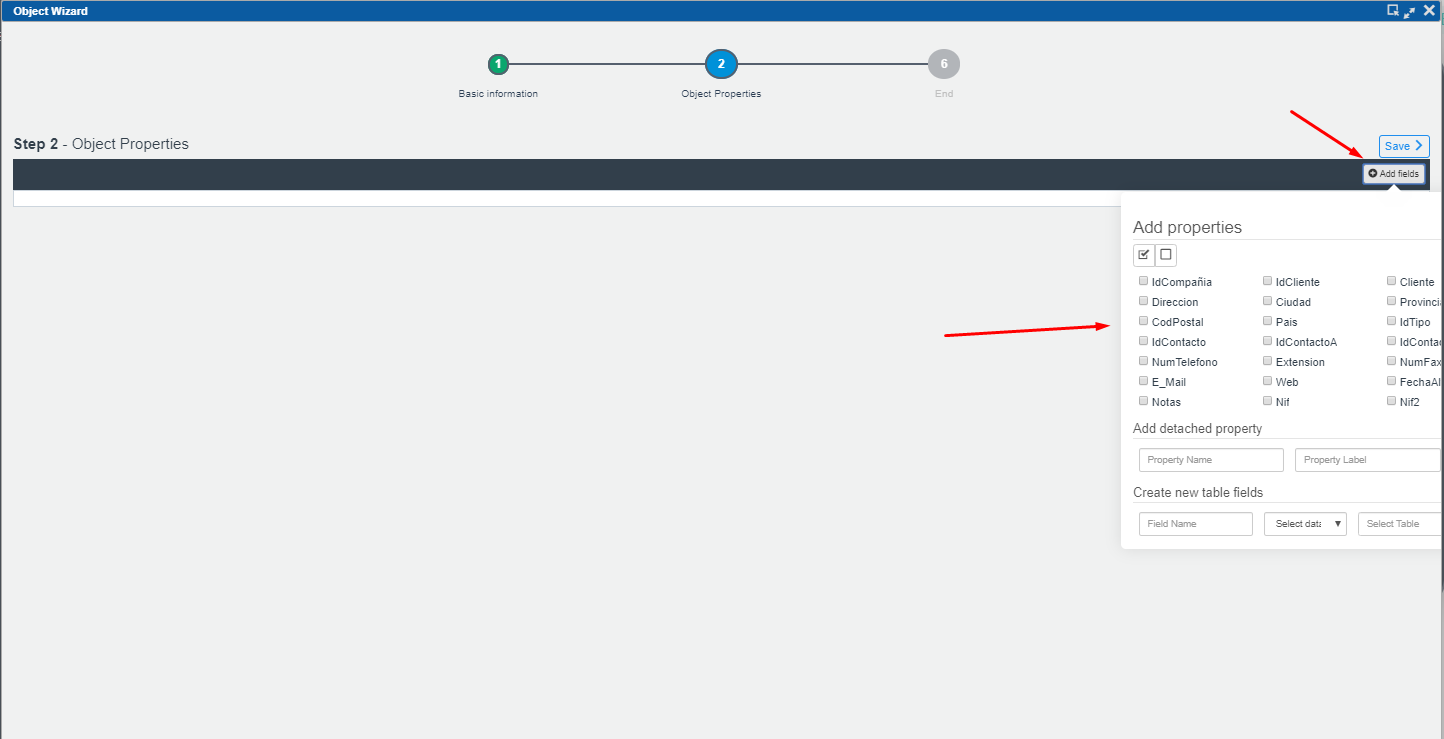 Object Wizard
1 2 6
Basic information Object Properties End
Step 2 - Object Properties
Save
Add fields
Add properties
IdCompañia IdCliente Cliente
Direccion Ciudad Provinci
CodPostal Pais IdTipo
IdContacto IdContactoA IdContac
NumTelefono Extension NumFax
E_Mail Web FechaAl
Notas Nif Nif2
Add detached property
Property Name Property Label
Create new table fields
Field Name Select data Select Table